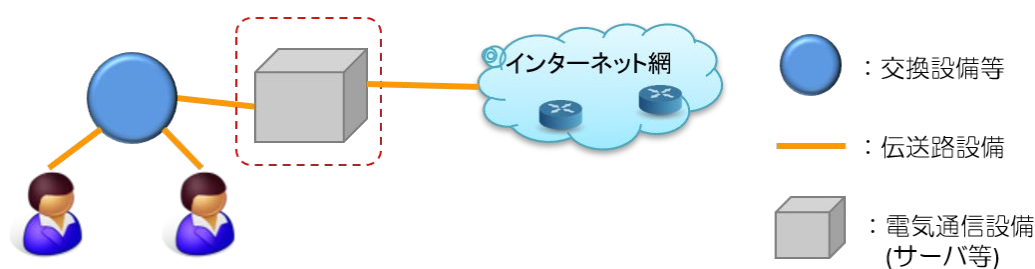 インターネット網
：交換設備等
：伝送路設備
：電気通信設備
(サーバ等)